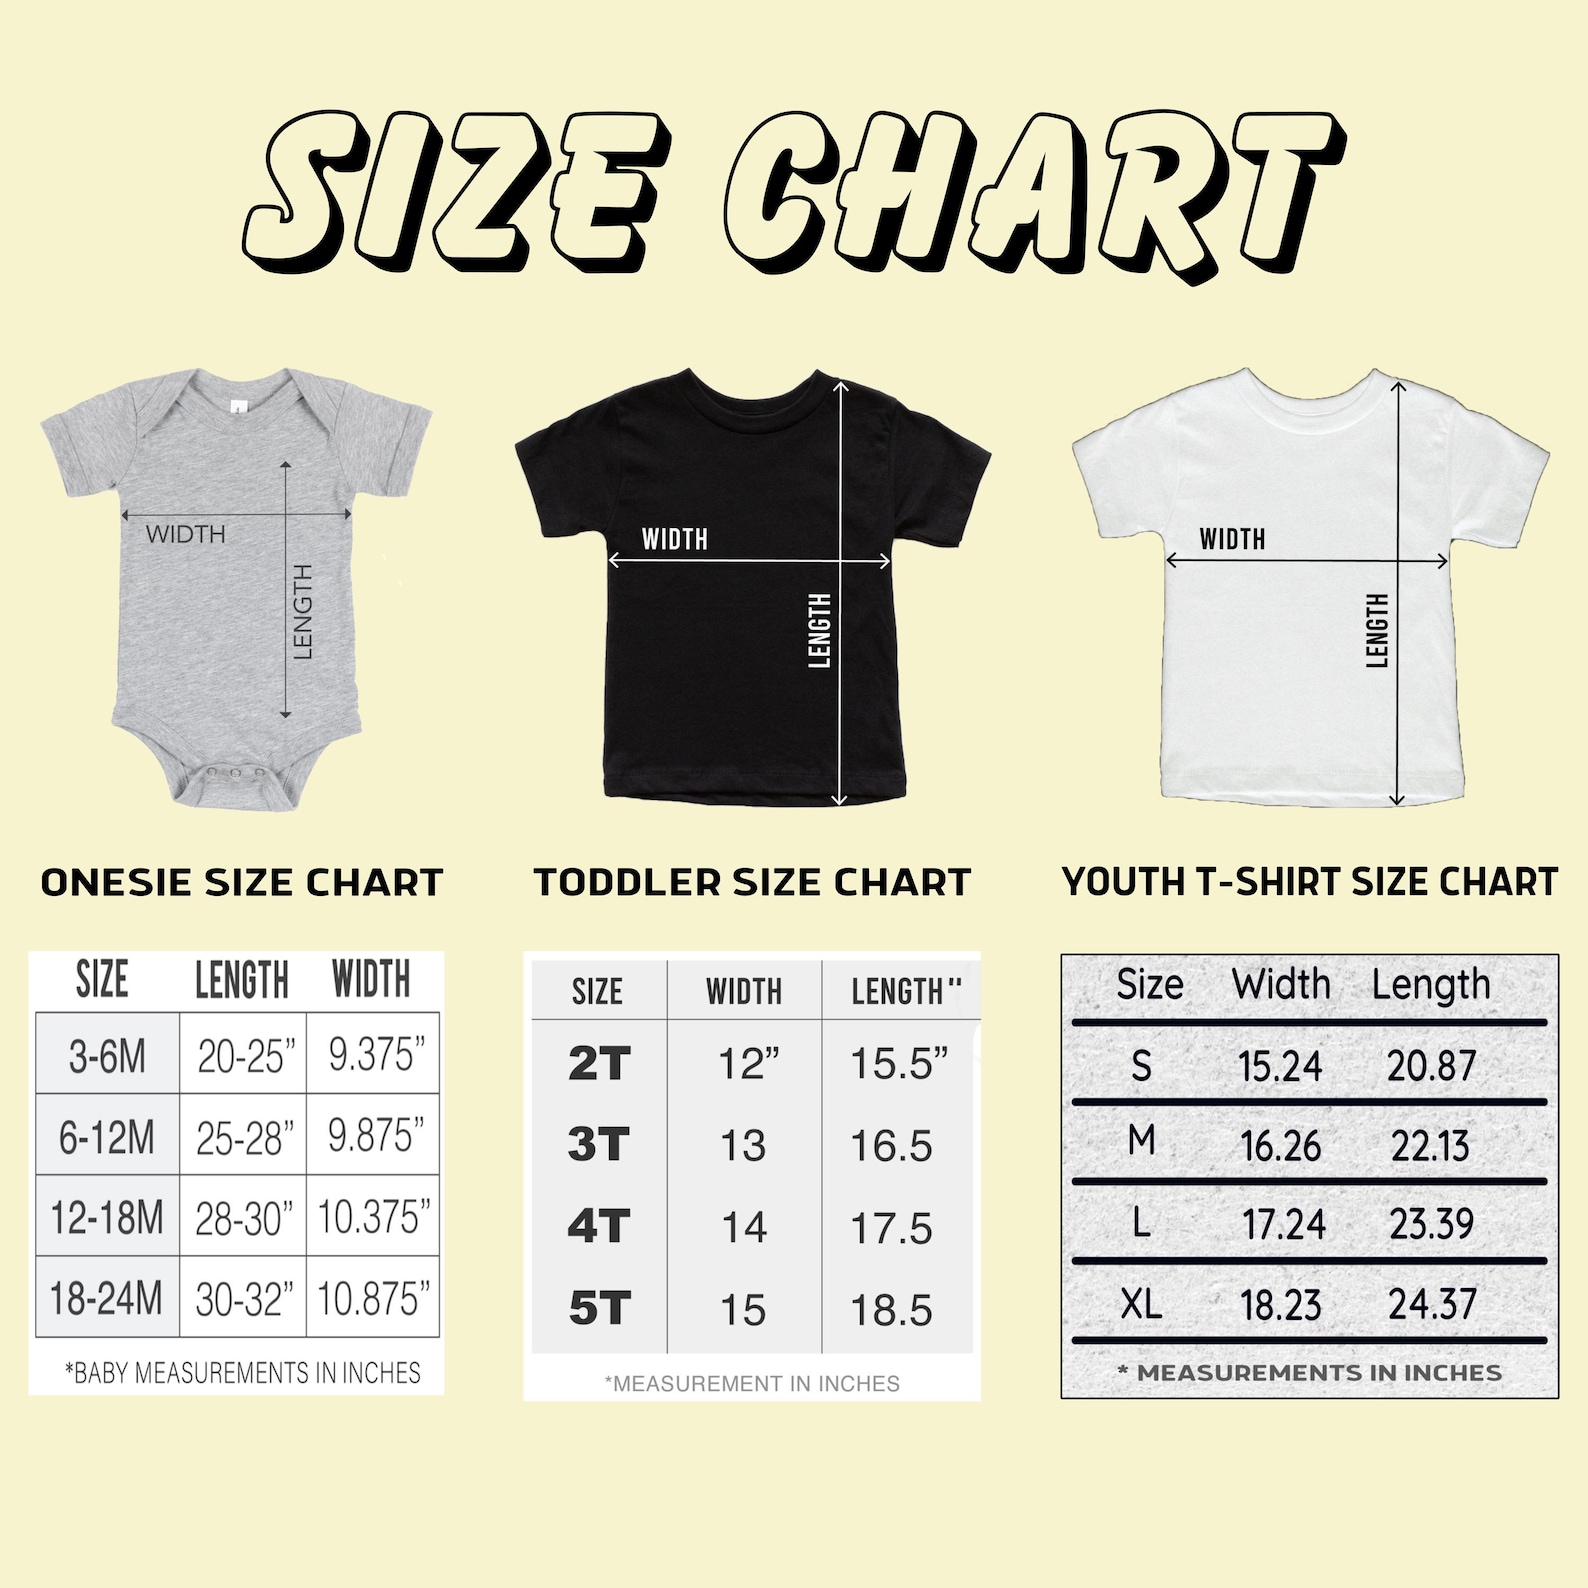 SIZE CHART
WIDTH
LENGTH
WIDTH
LENGTH
WIDTH
LENGTH
ONESIE SIZE CHART
SIZE LENGTH WIDTH
3-6M 20-25” 9.375”
6-12M 25-28” 9.875”
12-18M 28-30” 10.375”
18-24M 30-32” 10.875”
*BABY MEASUREMENTS IN INCHES
TODDLER SIZE CHART
SIZE WIDTH LENGTH"
2T 12” 15.5”
3T 13 16.5
4T 14 17.5
5T 15 18.5
*MEASUREMENT IN INCHES
YOUTH T-SHIRT SIZE CHART
Size Width Length
S 15.24 20.87
M 16.26 22.13
L 17.24 23.39
XL 18.23 24.37
* MEASUREMENTS IN INCHES